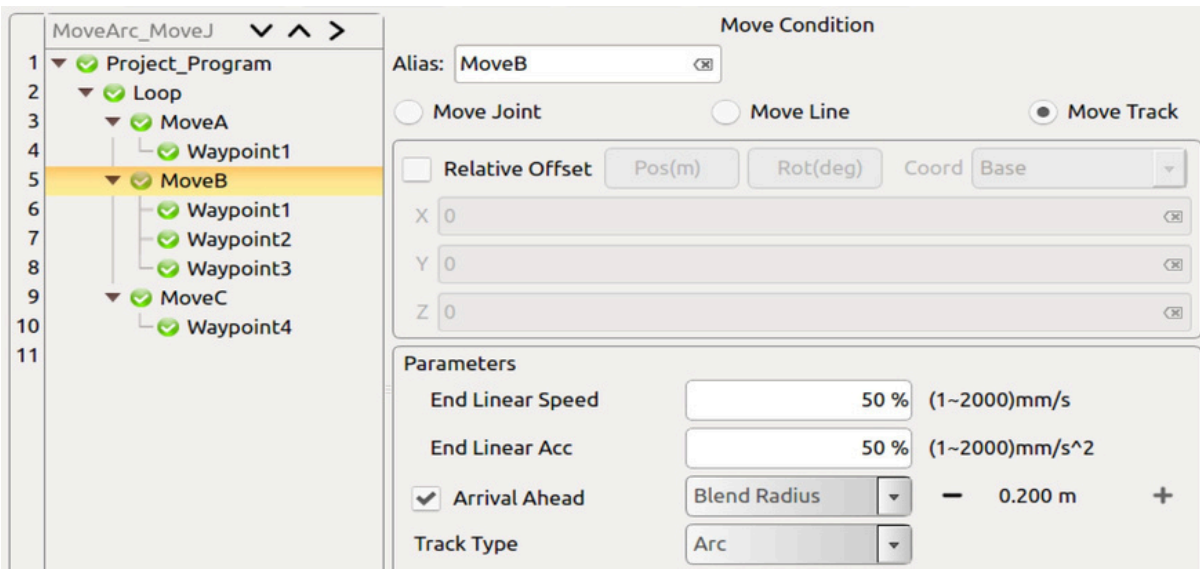 MoveArc_MoveJ
1 Project_Program
2 Loop
3 MoveA
4 Waypoint1
5 MoveB
6 Waypoint1
7 Waypoint2
8 Waypoint3
9 MoveC
10 Waypoint4
11
Move Condition
Alias: MoveB
Move Joint Move Line Move Track
Relative Offset Pos(m) Rot(deg) Coord Base
X 0
Y 0
Z 0
Parameters
End Linear Speed 50 % (1~2000)mm/s
End Linear Acc 50 % (1~2000)mm/s^2
Arrival Ahead Blend Radius − 0.200 m +
Track Type Arc